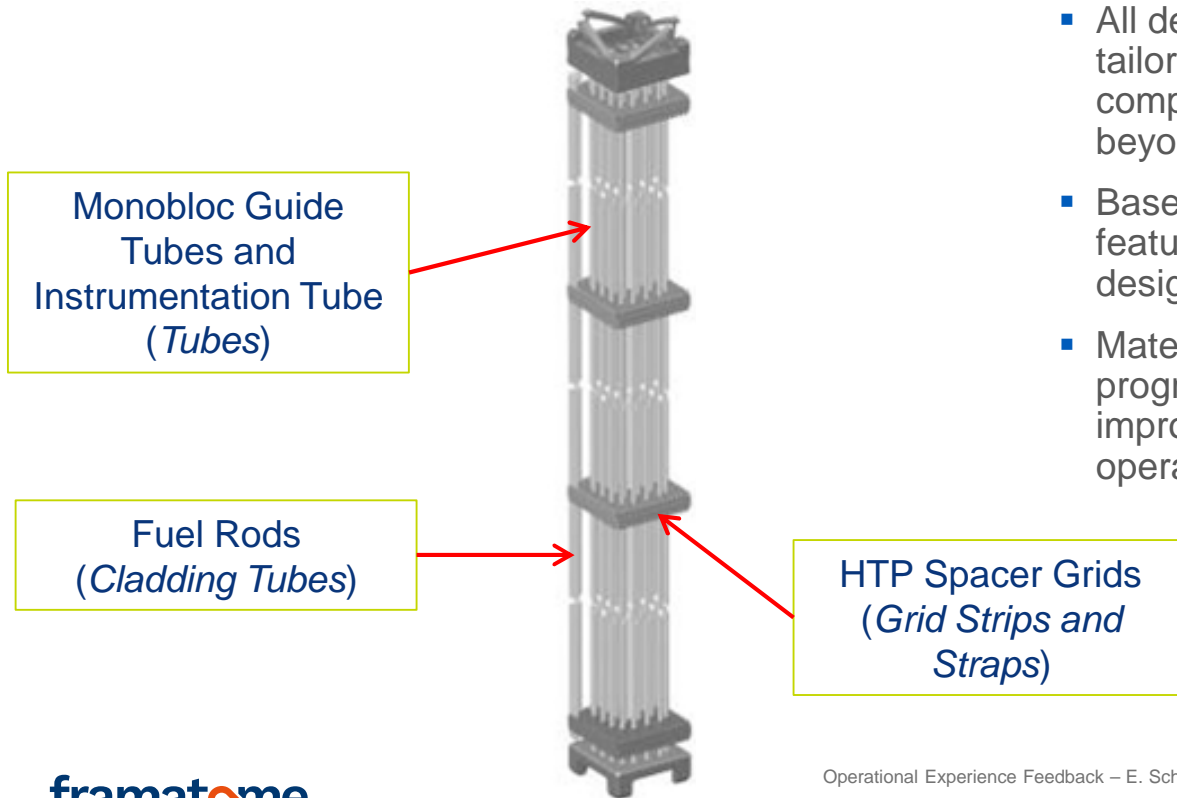 Monobloc Guide
Tubes and
Instrumentation Tube
(Tubes)
Fuel Rods
(Cladding Tubes)
HTP Spacer Grids
(Grid Strips and
Straps)
▪ All de
tailor
comp
beyo
▪ Base
featu
desig
▪ Mate
progr
impro
opera
framatome
Operational Experience Feedback – E. Sch